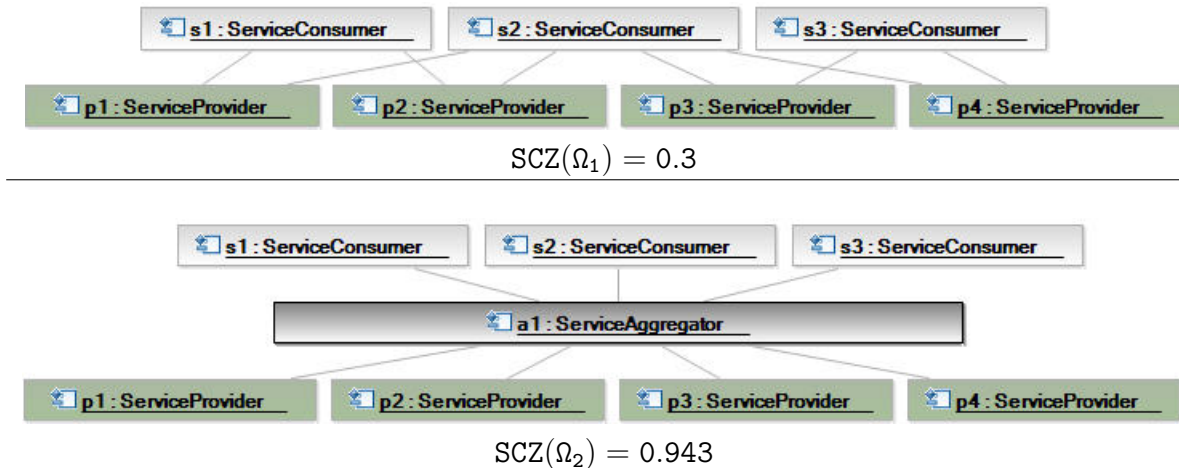 s1 : ServiceConsumer s2 : ServiceConsumer s3 : ServiceConsumer
p1 : ServiceProvider p2 : ServiceProvider p3 : ServiceProvider p4 : ServiceProvider
SCZ(Ω₁) = 0.3
s1 : ServiceConsumer s2 : ServiceConsumer s3 : ServiceConsumer
a1 : ServiceAggregator
p1 : ServiceProvider p2 : ServiceProvider p3 : ServiceProvider p4 : ServiceProvider
SCZ(Ω₂) = 0.943